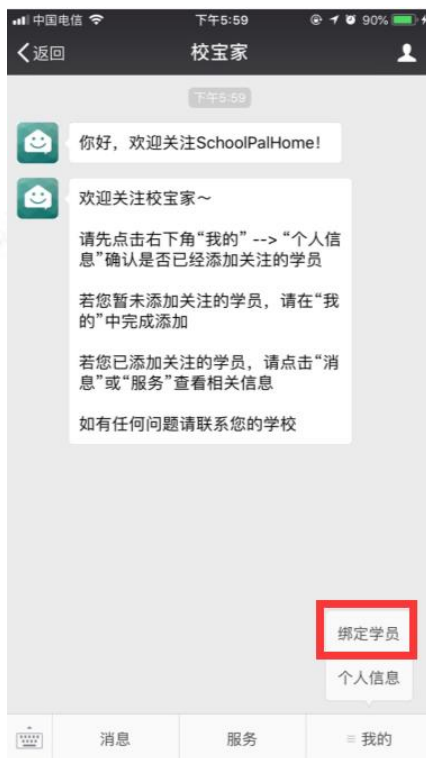 中国电信 下午5:59 90%
返回 校宝家
下午5:59
你好，欢迎关注SchoolPalHome!
欢迎关注校宝家～
请先点击右下角“我的” --> “个人信
息”确认是否已经添加关注的学员
若您暂未添加关注的学员，请在“我
的”中完成添加
若您已添加关注的学员，请点击“消
息”或“服务”查看相关信息
如有任何问题请联系您的学校
绑定学员
个人信息
消息 服务 我的